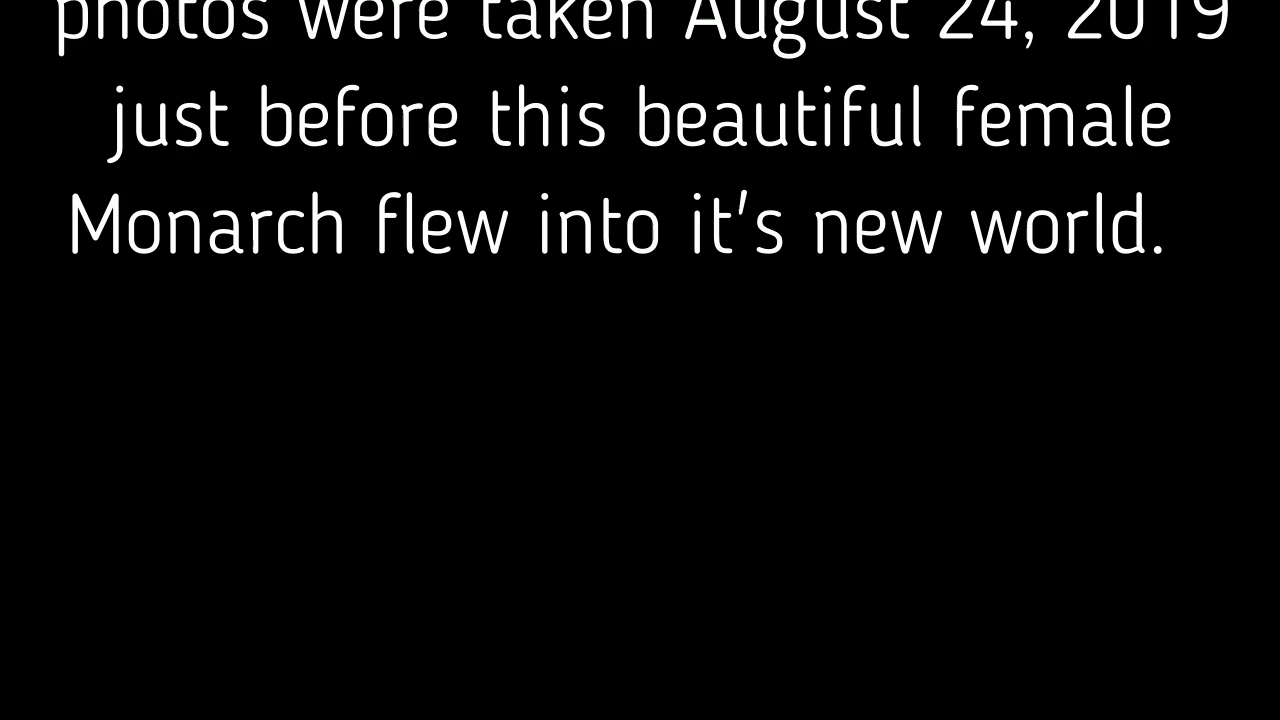 photos were taken August 24, 2019
just before this beautiful female
Monarch flew into it's new world.